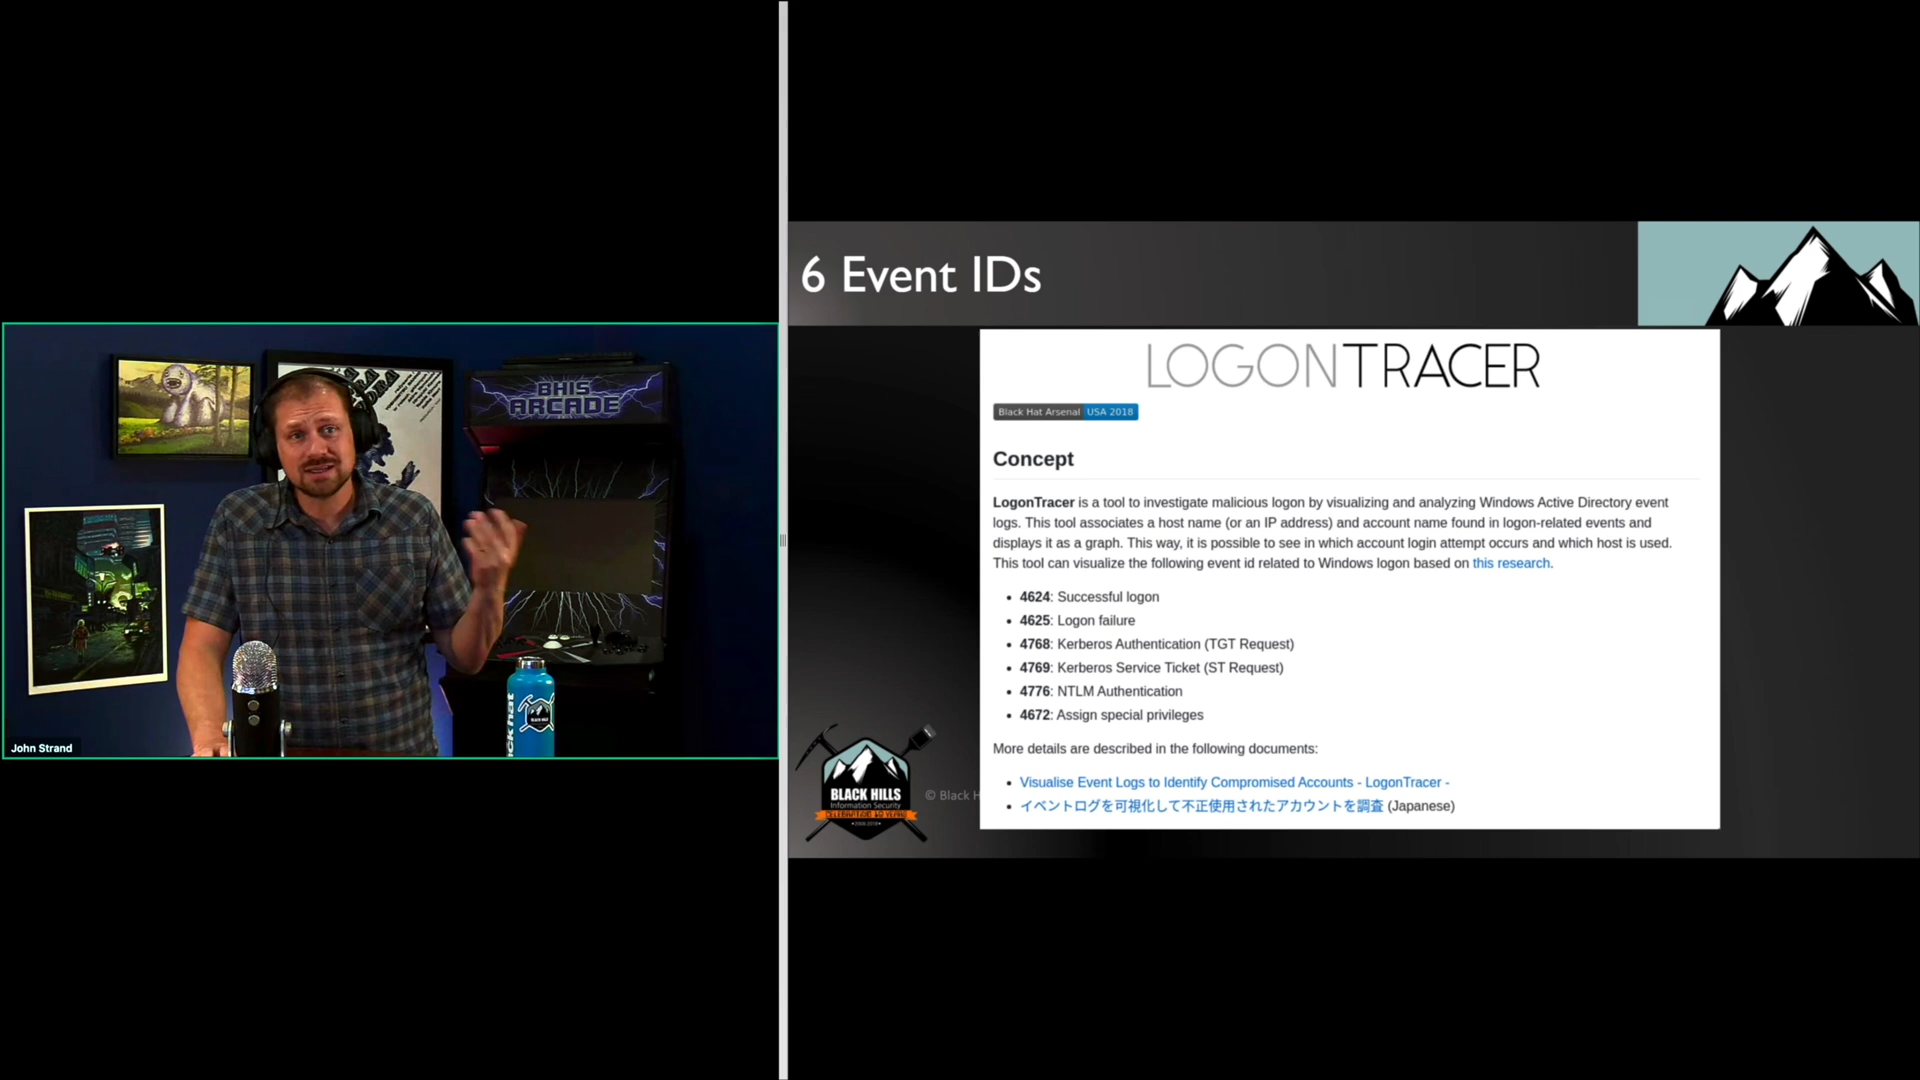 BHIS
ARCADE
John Strand
6 Event IDs
LOGONTRACER
Black Hat Arsenal USA 2018
Concept
LogonTracer is a tool to investigate malicious logon by visualizing and analyzing Windows Active Directory event
logs. This tool associates a host name (or an IP address) and account name found in logon-related events and
displays it as a graph. This way, it is possible to see in which account login attempt occurs and which host is used.
This tool can visualize the following event id related to Windows logon based on this research.
• 4624: Successful logon
• 4625: Logon failure
• 4768: Kerberos Authentication (TGT Request)
• 4769: Kerberos Service Ticket (ST Request)
• 4776: NTLM Authentication
• 4672: Assign special privileges
More details are described in the following documents:
• Visualise Event Logs to Identify Compromised Accounts - LogonTracer -
• イベントログを可視化して不正使用されたアカウントを調査 (Japanese)
© Black H
BLACK HILLS
Information Security